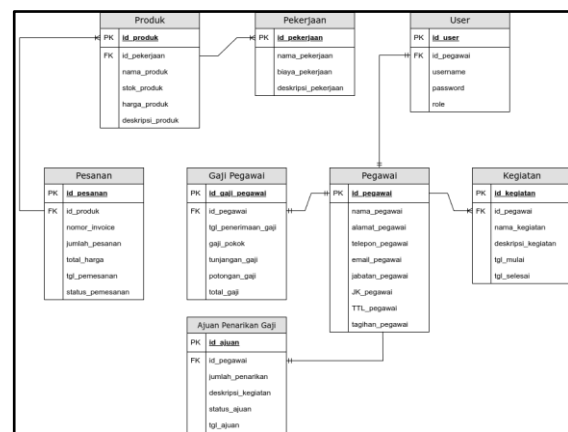 Produk
PK id_produk
FK id_pekerjaan
nama_produk
stok_produk
harga_produk
deskripsi_produk
Pekerjaan
PK id_pekerjaan
nama_pekerjaan
biaya_pekerjaan
deskripsi_pekerjaan
User
PK id_user
FK id_pegawai
username
password
role
Pesanan
PK id_pesanan
FK id_produk
nomor_invoice
jumlah_pesanan
total_harga
tgl_pemesanan
status_pemesanan
Gaji Pegawai
PK id_gaji_pegawai
FK id_pegawai
tgl_penerimaan_gaji
gaji_pokok
tunjangan_gaji
potongan_gaji
total_gaji
Pegawai
PK id_pegawai
nama_pegawai
alamat_pegawai
telepon_pegawai
email_pegawai
jabatan_pegawai
JK_pegawai
TTL_pegawai
tagihan_pegawai
Kegiatan
PK id_kegiatan
FK id_pegawai
nama_kegiatan
deskripsi_kegiatan
tgl_mulai
tgl_selesai
Ajuan Penarikan Gaji
PK id_ajuan
FK id_pegawai
jumlah_penarikan
deskripsi_kegiatan
status_ajuan
tgl_ajuan